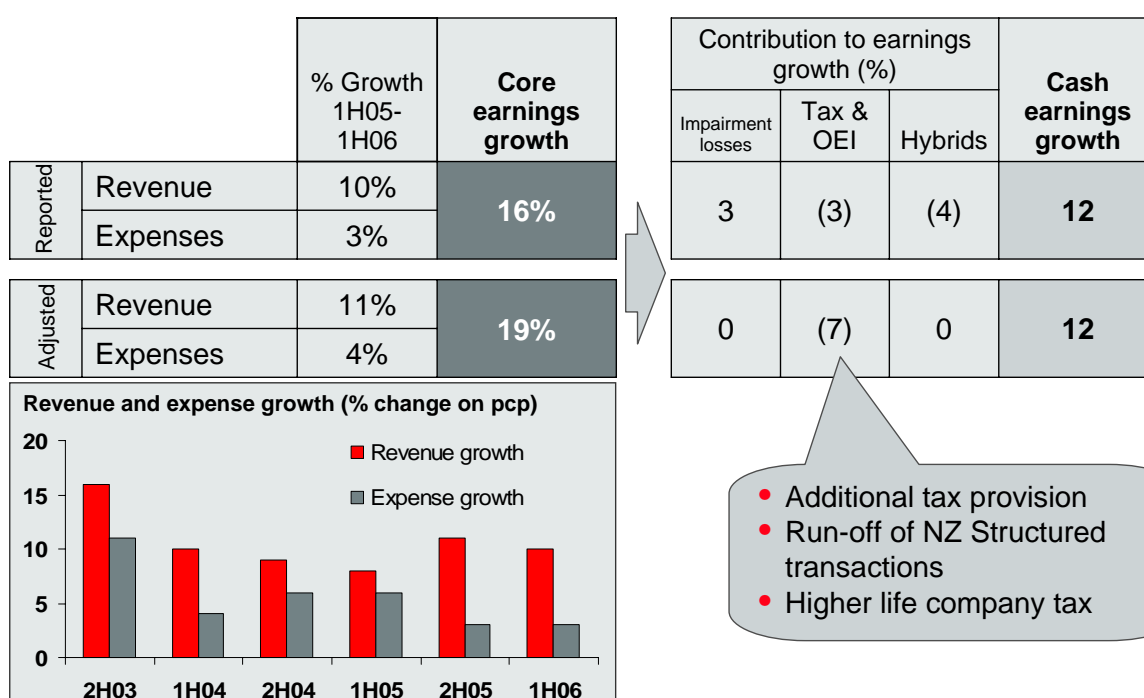 % Growth
1H05-
1H06
Core
earnings
growth
Contribution to earnings
growth (%)
Impairment
losses
Tax &
OEI
Hybrids
Cash
earnings
growth
Reported
Revenue
10%
Expenses
3%
16%
3
(3)
(4)
12
Adjusted
Revenue
11%
Expenses
4%
19%
0
(7)
0
12
Revenue and expense growth (% change on pcp)
20
15
10
5
0
Revenue growth
Expense growth
2H03
1H04
2H04
1H05
2H05
1H06
• Additional tax provision
• Run-off of NZ Structured
transactions
• Higher life company tax